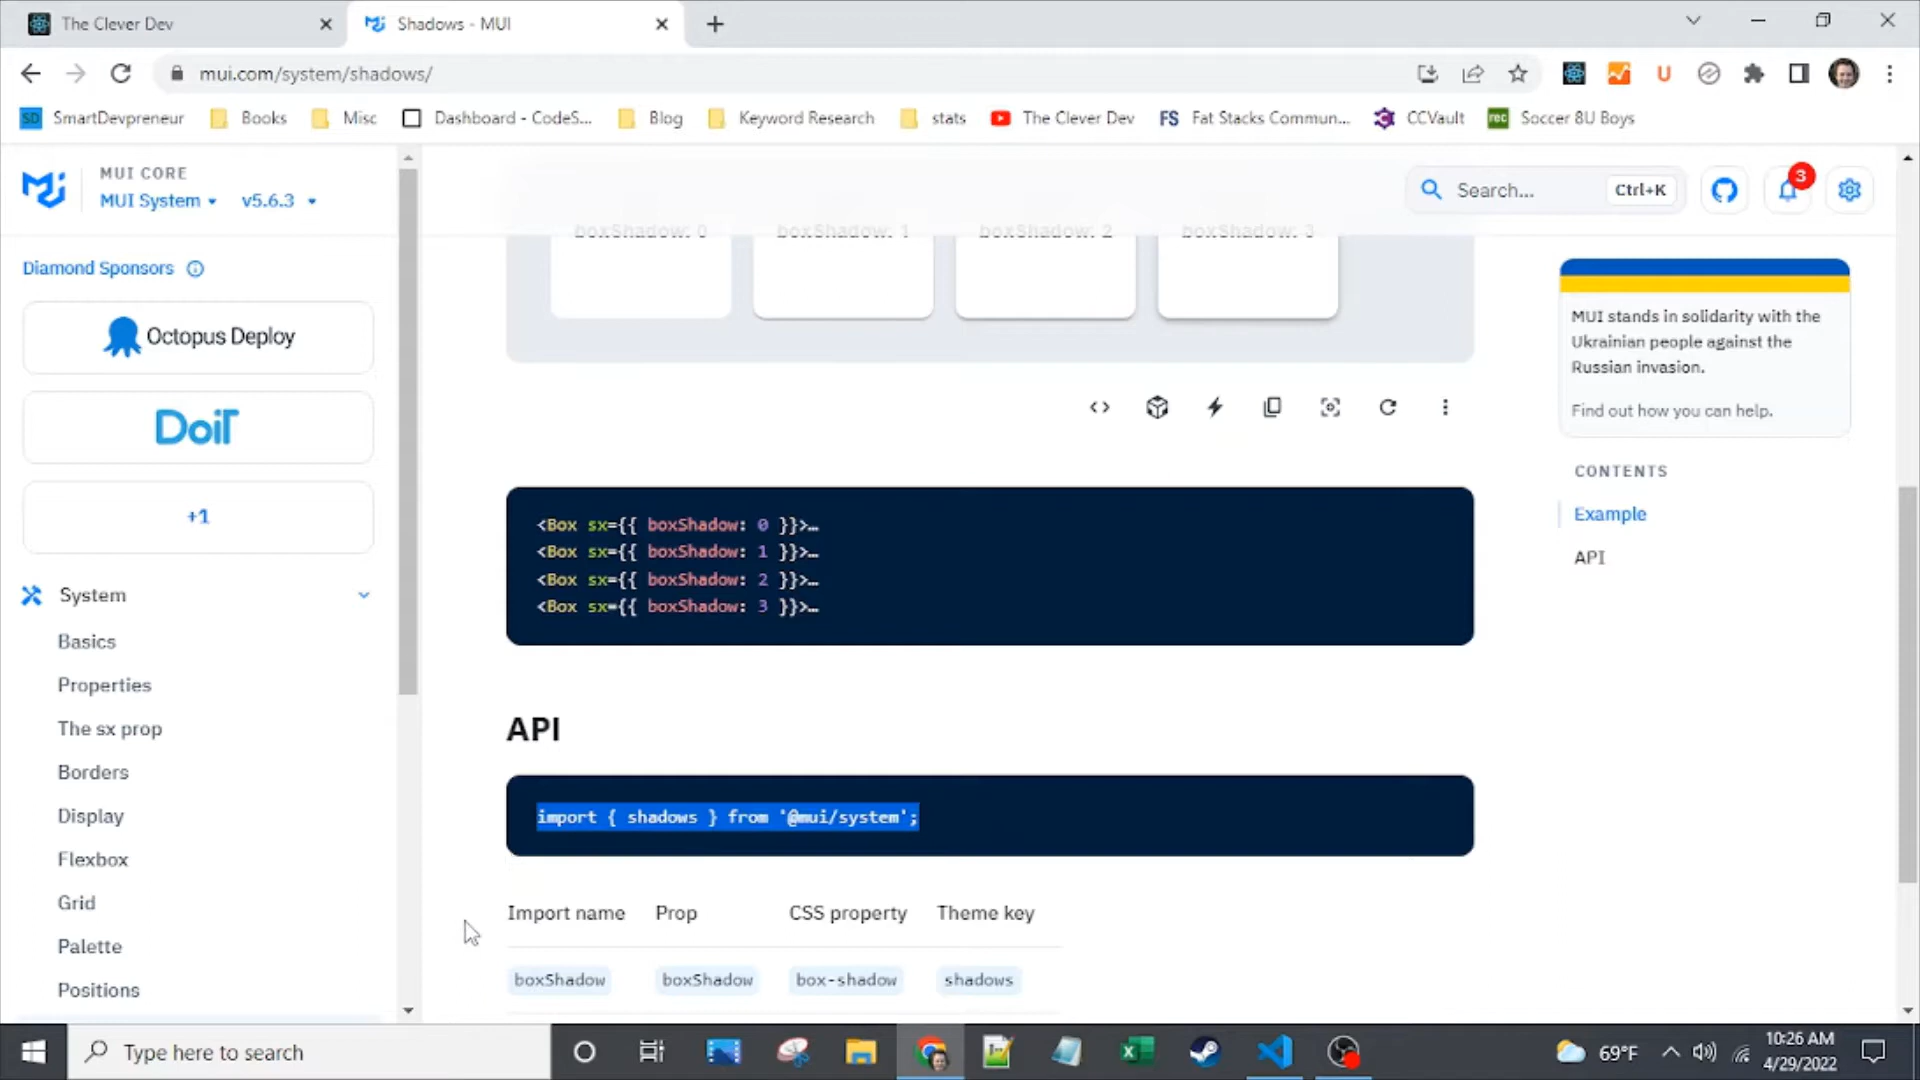 The Clever Dev
Shadows - MUI
mui.com/system/shadows/
U
SD SmartDevpreneur
Books
Misc
Dashboard - CodeS...
Blog
Keyword Research
stats
The Clever Dev
FS Fat Stacks Commun...
CCVault
rec Soccer 8U Boys
MUI CORE
MUI System
v5.6.3
Search...
Ctrl+K
3
boxShadow: 0
boxShadow: 1
boxShadow: 2
boxShadow: 3
Diamond Sponsors
Octopus Deploy
DoiT
+1
System
Basics
Properties
The sx prop
Borders
Display
Flexbox
Grid
Palette
Positions
<Box sx={{ boxShadow: 0 }}>…
<Box sx={{ boxShadow: 1 }}>…
<Box sx={{ boxShadow: 2 }}>…
<Box sx={{ boxShadow: 3 }}>…
API
import { shadows } from '@mui/system';
Import name Prop CSS property Theme key
boxShadow boxShadow box-shadow shadows
MUI stands in solidarity with the
Ukrainian people against the
Russian invasion.
Find out how you can help.
CONTENTS
Example
API
Type here to search
69°F
10:26 AM
4/29/2022